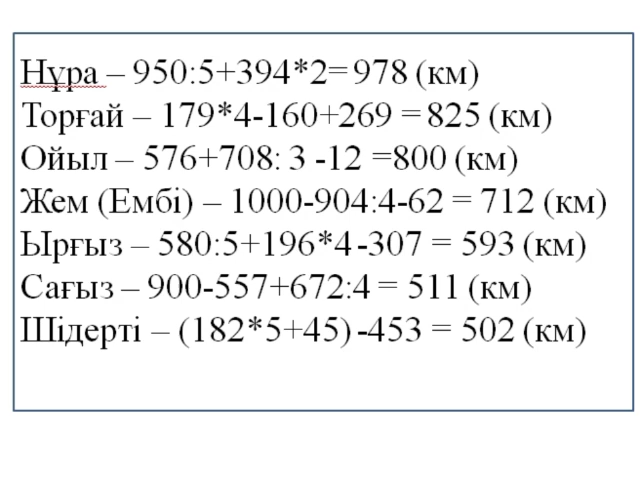 Нұра – 950:5+394*2= 978 (км)
Торғай – 179*4-160+269 = 825 (км)
Ойыл – 576+708: 3 -12 =800 (км)
Жем (Ембі) – 1000-904:4-62 = 712 (км)
Ырғыз – 580:5+196*4 -307 = 593 (км)
Сағыз – 900-557+672:4 = 511 (км)
Шідерті – (182*5+45) -453 = 502 (км)